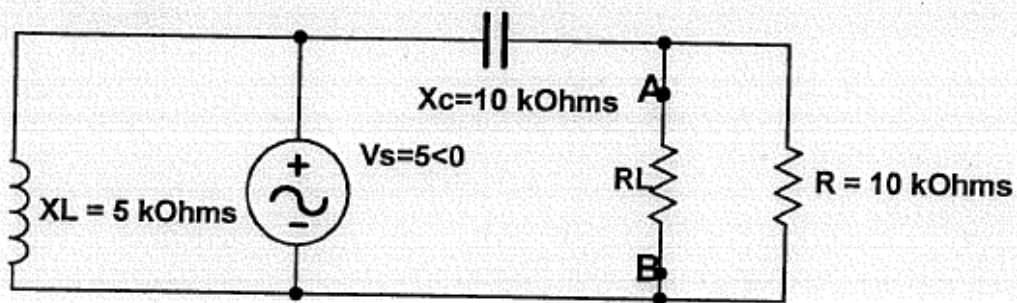 Xc=10 kOhms
A
Vs=5<0
RL
R = 10 kOhms
XL = 5 kOhms
B